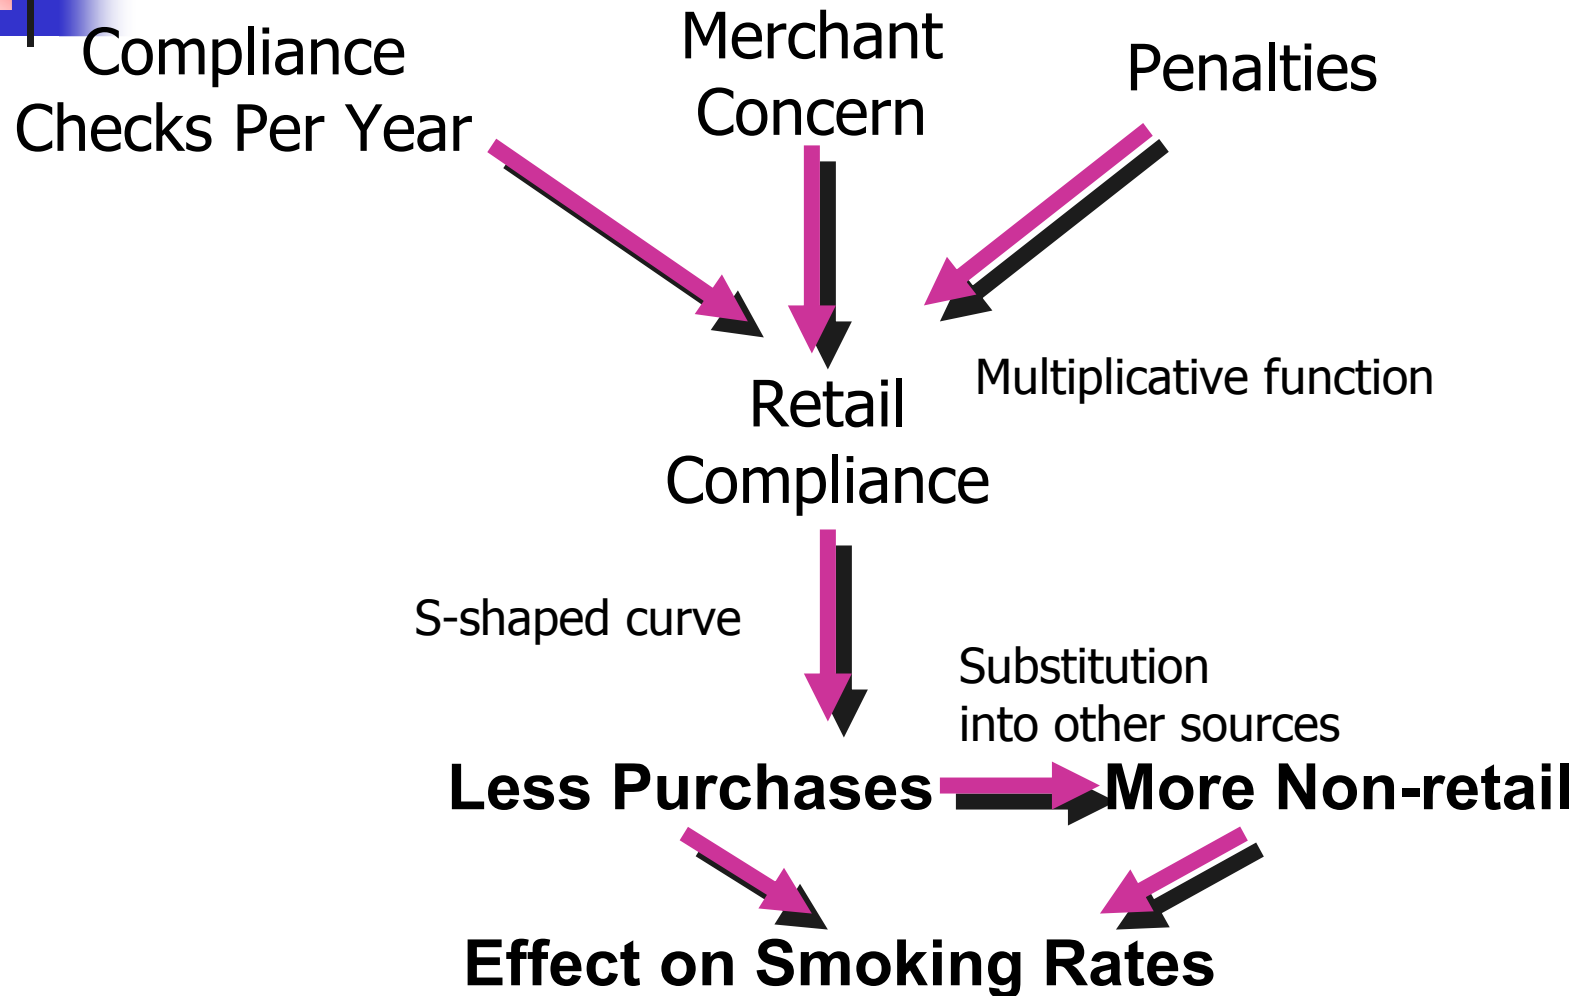 Compliance
Checks Per Year
Merchant
Concern
Penalties
Multiplicative function
Retail
Compliance
S-shaped curve
Substitution
into other sources
Less Purchases
More Non-retail
Effect on Smoking Rates